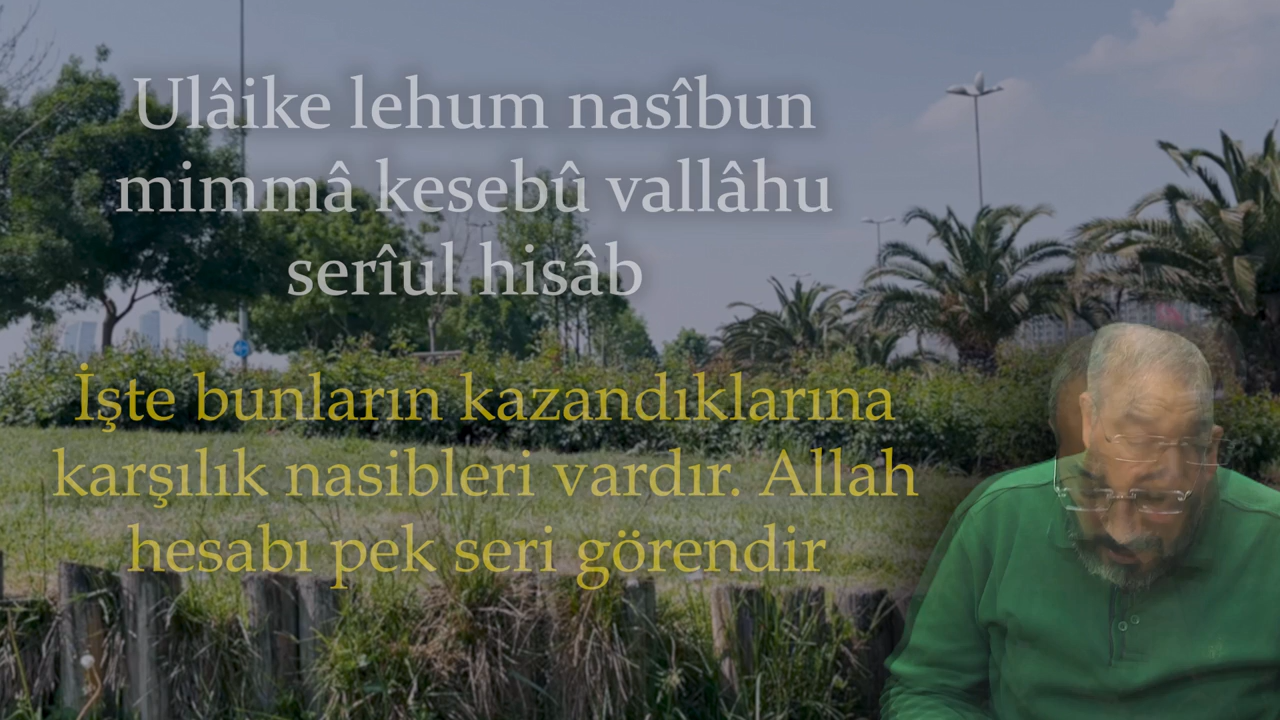 Ulâike lehum nasîbun
mimmâ kesebû vallâhu
serîul hisâb
İşte bunların kazandıklarına
karşılık nasibleri vardır. Allah
hesabı pek seri görendir